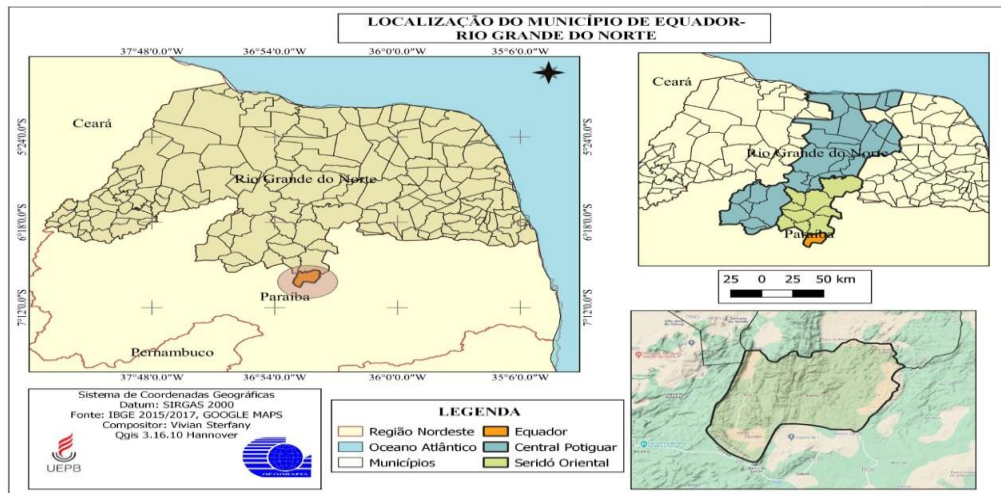 LOCALIZAÇÃO DO MUNICÍPIO DE EQUADOR-
RIO GRANDE DO NORTE
37°48'0.0"W 36°54'0.0"W 36°0'0.0"W 35°6'0.0"W
Ceará
Rio Grande do Norte
Paraíba
Pernambuco
5°24'0.0"S
6°18'0.0"S
7°12'0.0"S
5°24'0.0"S
6°18'0.0"S
7°12'0.0"S
37°48'0.0"W 36°54'0.0"W 36°0'0.0"W 35°6'0.0"W
Ceará
Rio Grande do Norte
Paraíba
25 0 25 50 km
Sistema de Coordenadas Geográficas
Datum: SIRGAS 2000
Fonte: IBGE 2015/2017, GOOGLE MAPS
Compositor: Vivian Sterfany
Qgis 3.16.10 Hannover
UEPB
GEOGRAFIA
LEGENDA
Região Nordeste
Oceano Atlântico
Municípios
Equador
Central Potiguar
Seridó Oriental